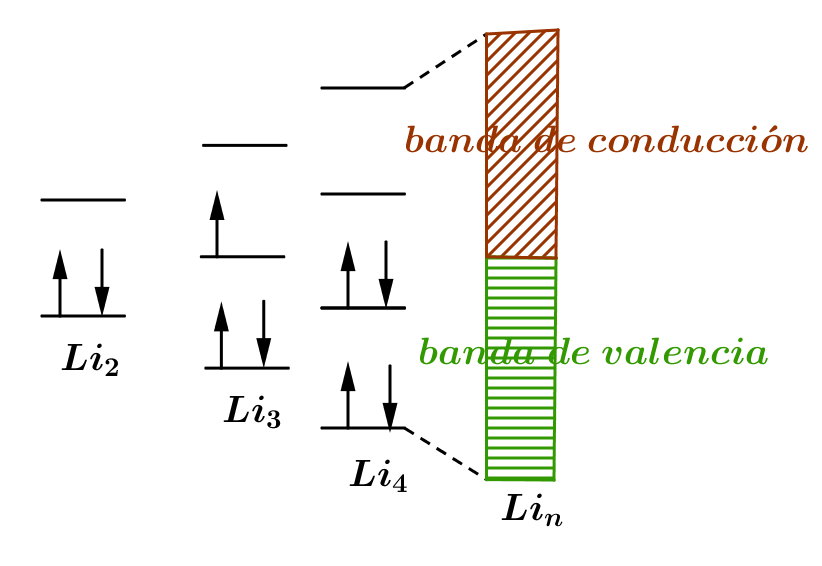 banda de conducción
banda de valencia
Li₂
Li₃
Li₄
Liₙ